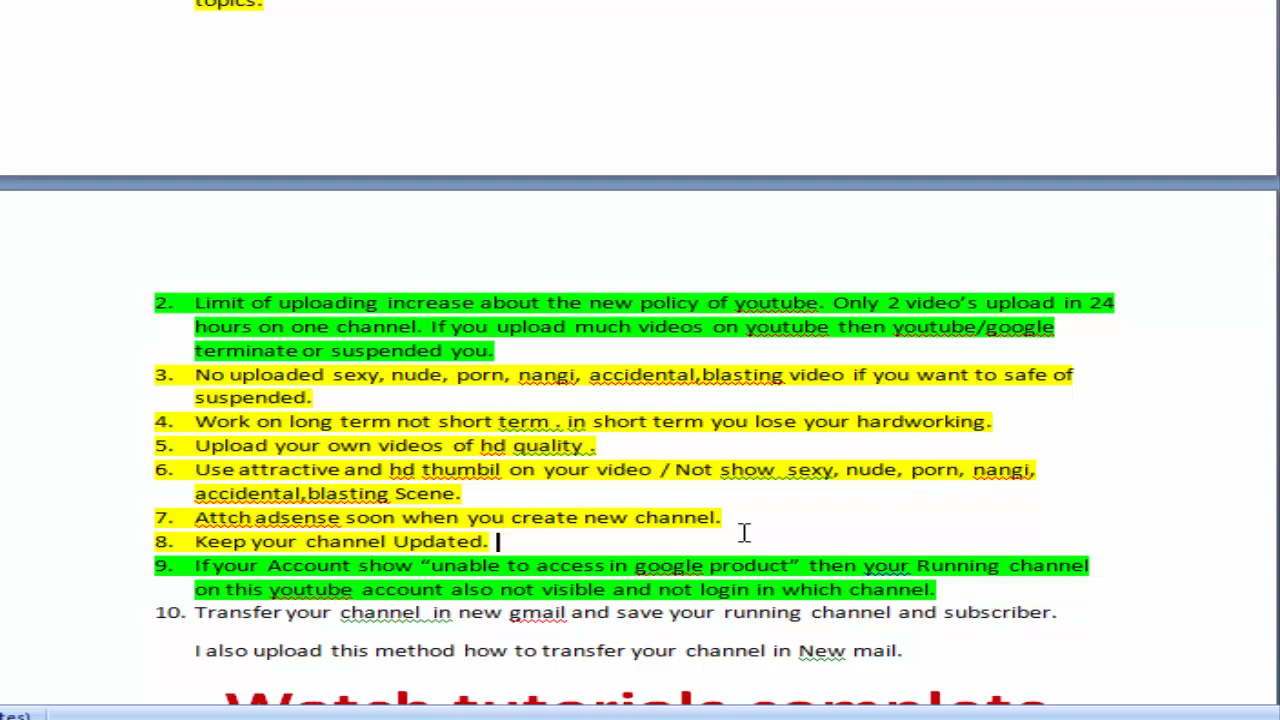 topics.
2. Limit of uploading increase about the new policy of youtube. Only 2 video's upload in 24
hours on one channel. If you upload much videos on youtube then youtube/google
terminate or suspended you.
3. No uploaded sexy, nude, porn, nangi, accidental,blasting video if you want to safe of
suspended.
4. Work on long term not short term . in short term you lose your hardworking.
5. Upload your own videos of hd quality .
6. Use attractive and hd thumbil on your video / Not show sexy, nude, porn, nangi,
accidental,blasting Scene.
7. Attch adsense soon when you create new channel.
8. Keep your channel Updated.
9. If your Account show “unable to access in google product” then your Running channel
on this youtube account also not visible and not login in which channel.
10. Transfer your channel in new gmail and save your running channel and subscriber.
I also upload this method how to transfer your channel in New mail.
Watch tutorials complete
tes)